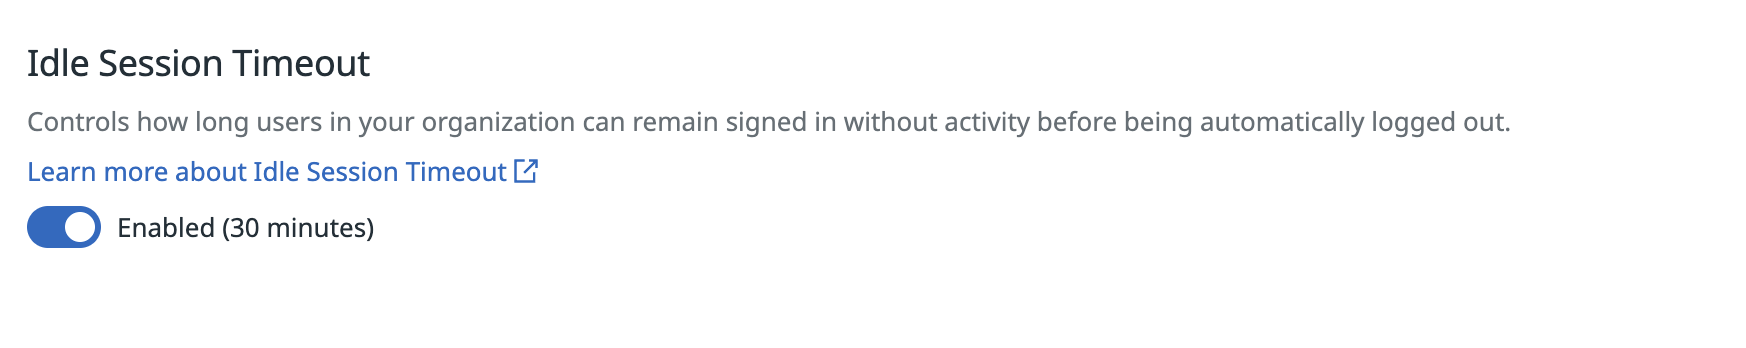 Idle Session Timeout
Controls how long users in your organization can remain signed in without activity before being automatically logged out.
Learn more about Idle Session Timeout
Enabled (30 minutes)